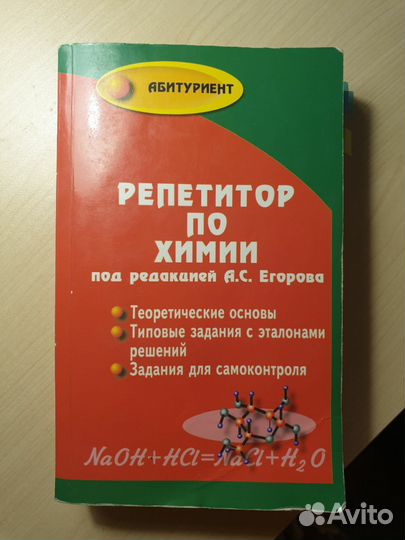 АБИТУРИЕНТ
РЕПЕТИТОР
ПО
ХИМИИ
под редакцией А.С. Егорова
Теоретические основы
Типовые задания с эталонами
решений
Задания для самоконтроля
NaOH+HCl=NaCl+H₂O
Avito